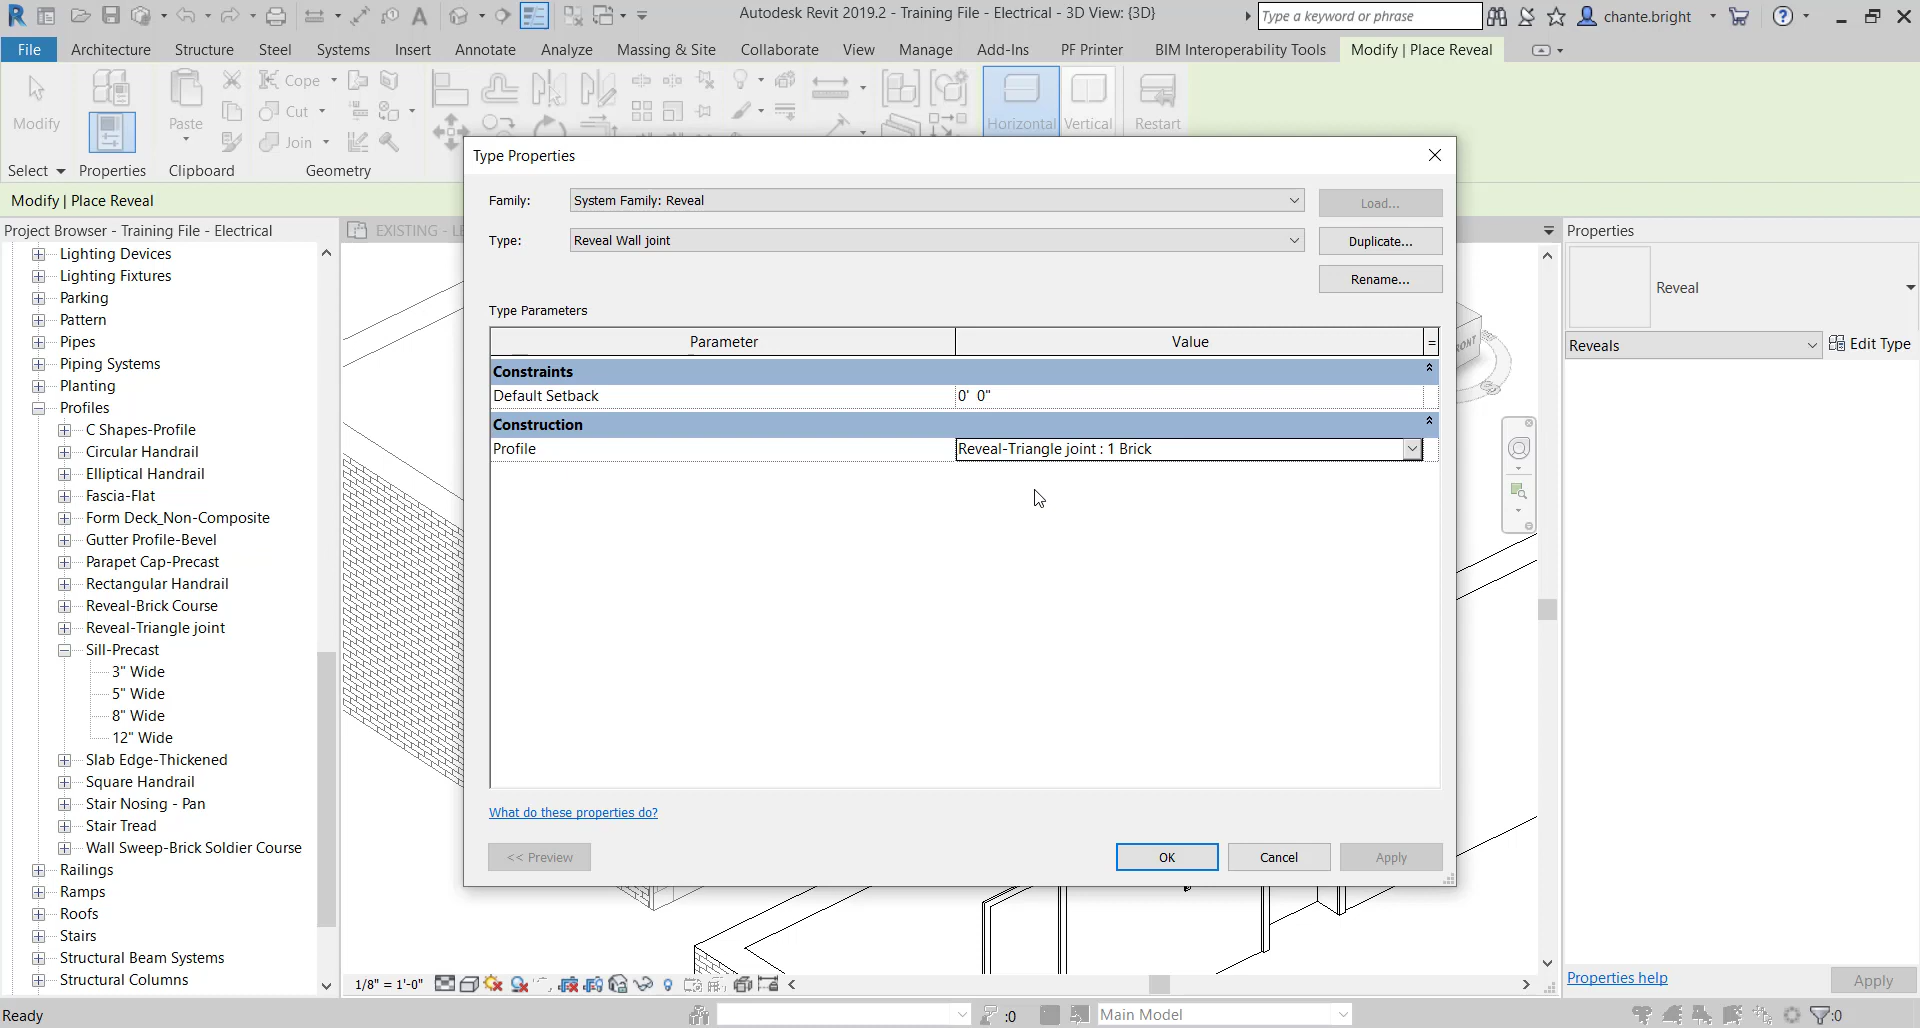 Autodesk Revit 2019.2 - Training File - Electrical - 3D View: {3D}
Type a keyword or phrase
chante.bright
File Architecture Structure Steel Systems Insert Annotate Analyze Massing & Site Collaborate View Manage Add-Ins PF Printer BIM Interoperability Tools Modify | Place Reveal
Modify
Paste
Cope
Cut
Join
Horizontal Vertical Restart
Select Properties Clipboard Geometry
Modify | Place Reveal
Project Browser - Training File - Electrical
Lighting Devices
Lighting Fixtures
Parking
Pattern
Pipes
Piping Systems
Planting
Profiles
C Shapes-Profile
Circular Handrail
Elliptical Handrail
Fascia-Flat
Form Deck_Non-Composite
Gutter Profile-Bevel
Parapet Cap-Precast
Rectangular Handrail
Reveal-Brick Course
Reveal-Triangle joint
Sill-Precast
3" Wide
5" Wide
8" Wide
12" Wide
Slab Edge-Thickened
Square Handrail
Stair Nosing - Pan
Stair Tread
Wall Sweep-Brick Soldier Course
Railings
Ramps
Roofs
Stairs
Structural Beam Systems
Structural Columns
EXISTING - 
Type Properties
Family: System Family: Reveal Load...
Type: Reveal Wall joint Duplicate...
Rename...
Type Parameters
Parameter Value =
Constraints
Default Setback 0' 0"
Construction
Profile Reveal-Triangle joint : 1 Brick
What do these properties do?
<< Preview OK Cancel Apply
Properties
Reveal
Reveals Edit Type
Properties help Apply
1/8" = 1'-0"
Ready :0 Main Model :0